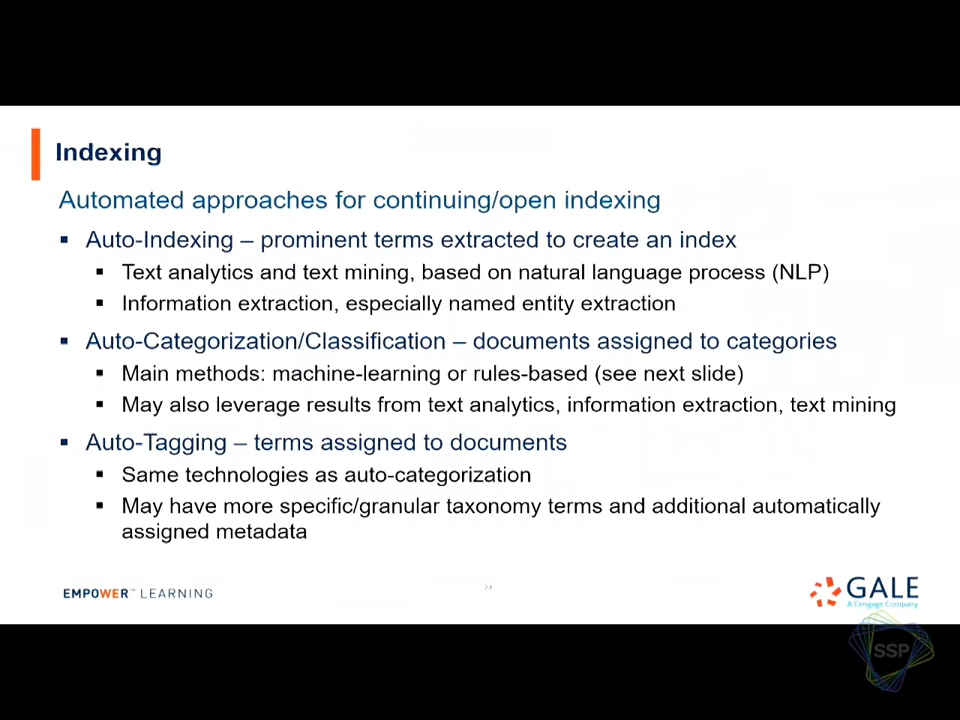 Indexing
Automated approaches for continuing/open indexing
▪ Auto-Indexing – prominent terms extracted to create an index
▪ Text analytics and text mining, based on natural language process (NLP)
▪ Information extraction, especially named entity extraction
▪ Auto-Categorization/Classification – documents assigned to categories
▪ Main methods: machine-learning or rules-based (see next slide)
▪ May also leverage results from text analytics, information extraction, text mining
▪ Auto-Tagging – terms assigned to documents
▪ Same technologies as auto-categorization
▪ May have more specific/granular taxonomy terms and additional automatically
assigned metadata
EMPOWER™ LEARNING
GALE
A Cengage Company
SSP